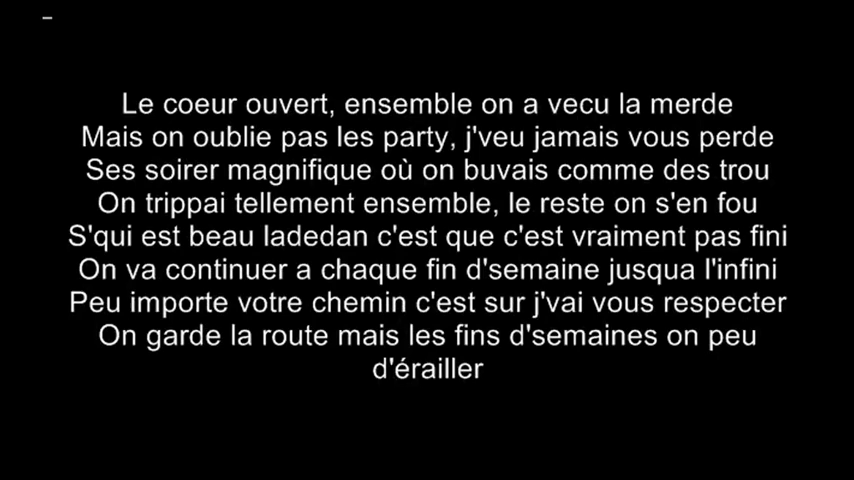 Le coeur ouvert, ensemble on a vecu la merde
Mais on oublie pas les party, j'veu jamais vous perde
Ses soirer magnifique où on buvais comme des trou
On trippai tellement ensemble, le reste on s'en fou
S'qui est beau ladedan c'est que c'est vraiment pas fini
On va continuer a chaque fin d'semaine jusqua l'infini
Peu importe votre chemin c'est sur j'vai vous respecter
On garde la route mais les fins d'semaines on peu
d'érailler